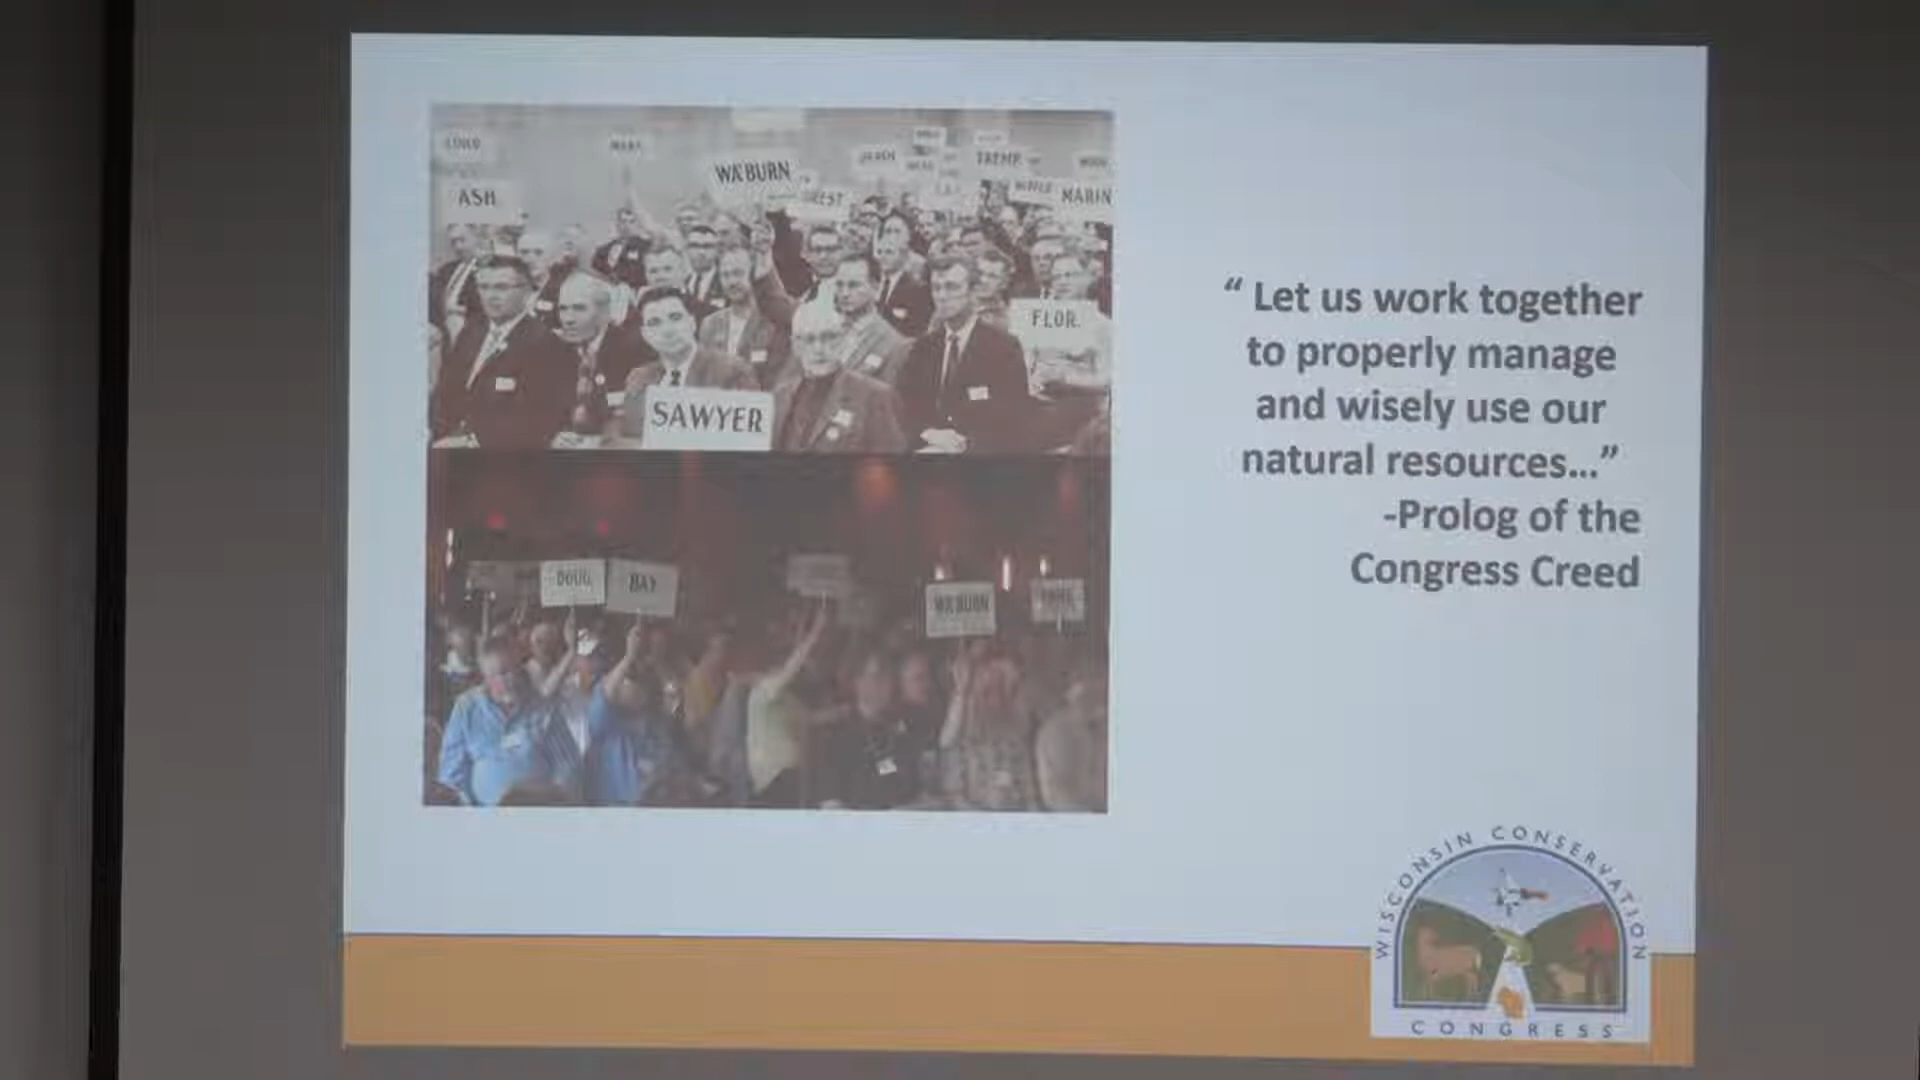 ASH
WA'BURN
TREMP.
MARIN
FLOR.
SAWYER
DOUG.
BAY
WA'BURN
“ Let us work together
to properly manage
and wisely use our
natural resources...”
-Prolog of the
Congress Creed
WISCONSIN CONSERVATION
CONGRESS